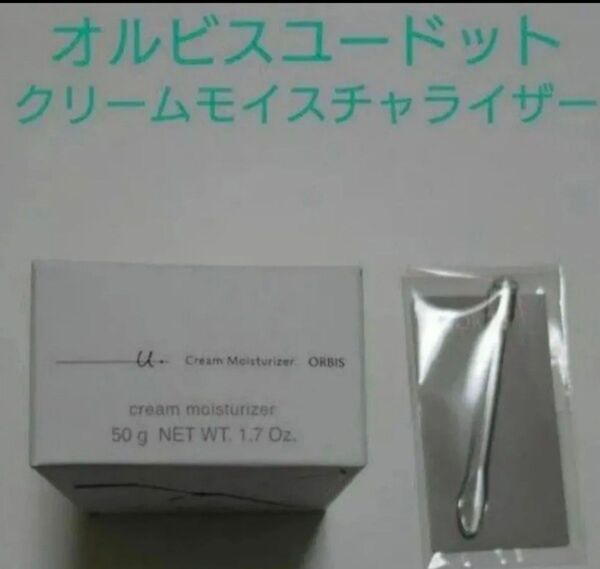 オルビスユードット
クリームモイスチャライザー
u. Cream Moisturizer ORBIS
cream moisturizer
50 g NET WT. 1.7 Oz.